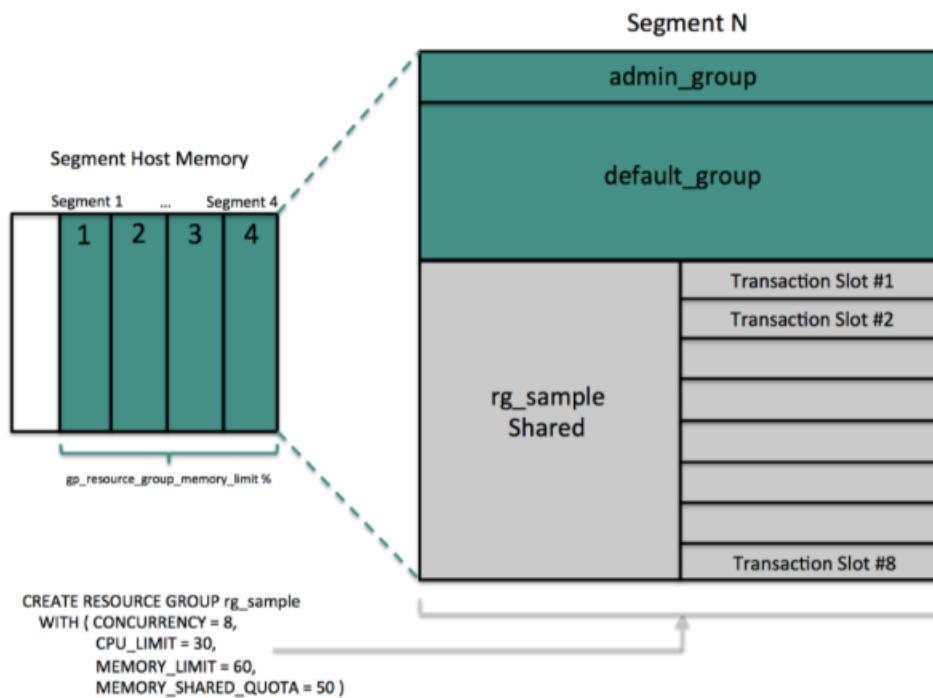 Segment N
admin_group
default_group
Segment Host Memory
Segment 1 ... Segment 4
1 2 3 4
gp_resource_group_memory_limit %
rg_sample
Shared
Transaction Slot #1
Transaction Slot #2
Transaction Slot #8
CREATE RESOURCE GROUP rg_sample
WITH ( CONCURRENCY = 8,
CPU_LIMIT = 30,
MEMORY_LIMIT = 60,
MEMORY_SHARED_QUOTA = 50 )